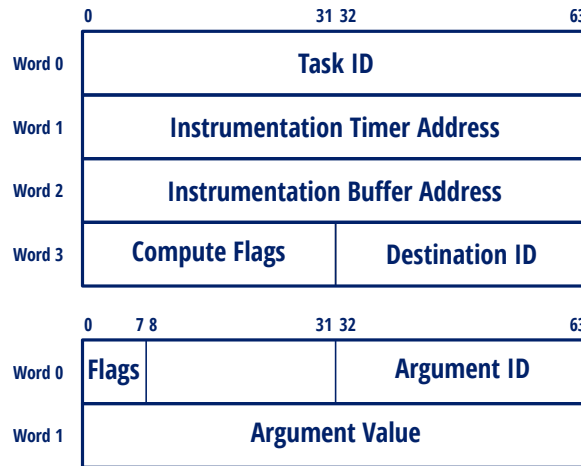 0 31 32 63
Word 0 Task ID
Word 1 Instrumentation Timer Address
Word 2 Instrumentation Buffer Address
Word 3 Compute Flags Destination ID
0 7 8 31 32 63
Word 0 Flags Argument ID
Word 1 Argument Value